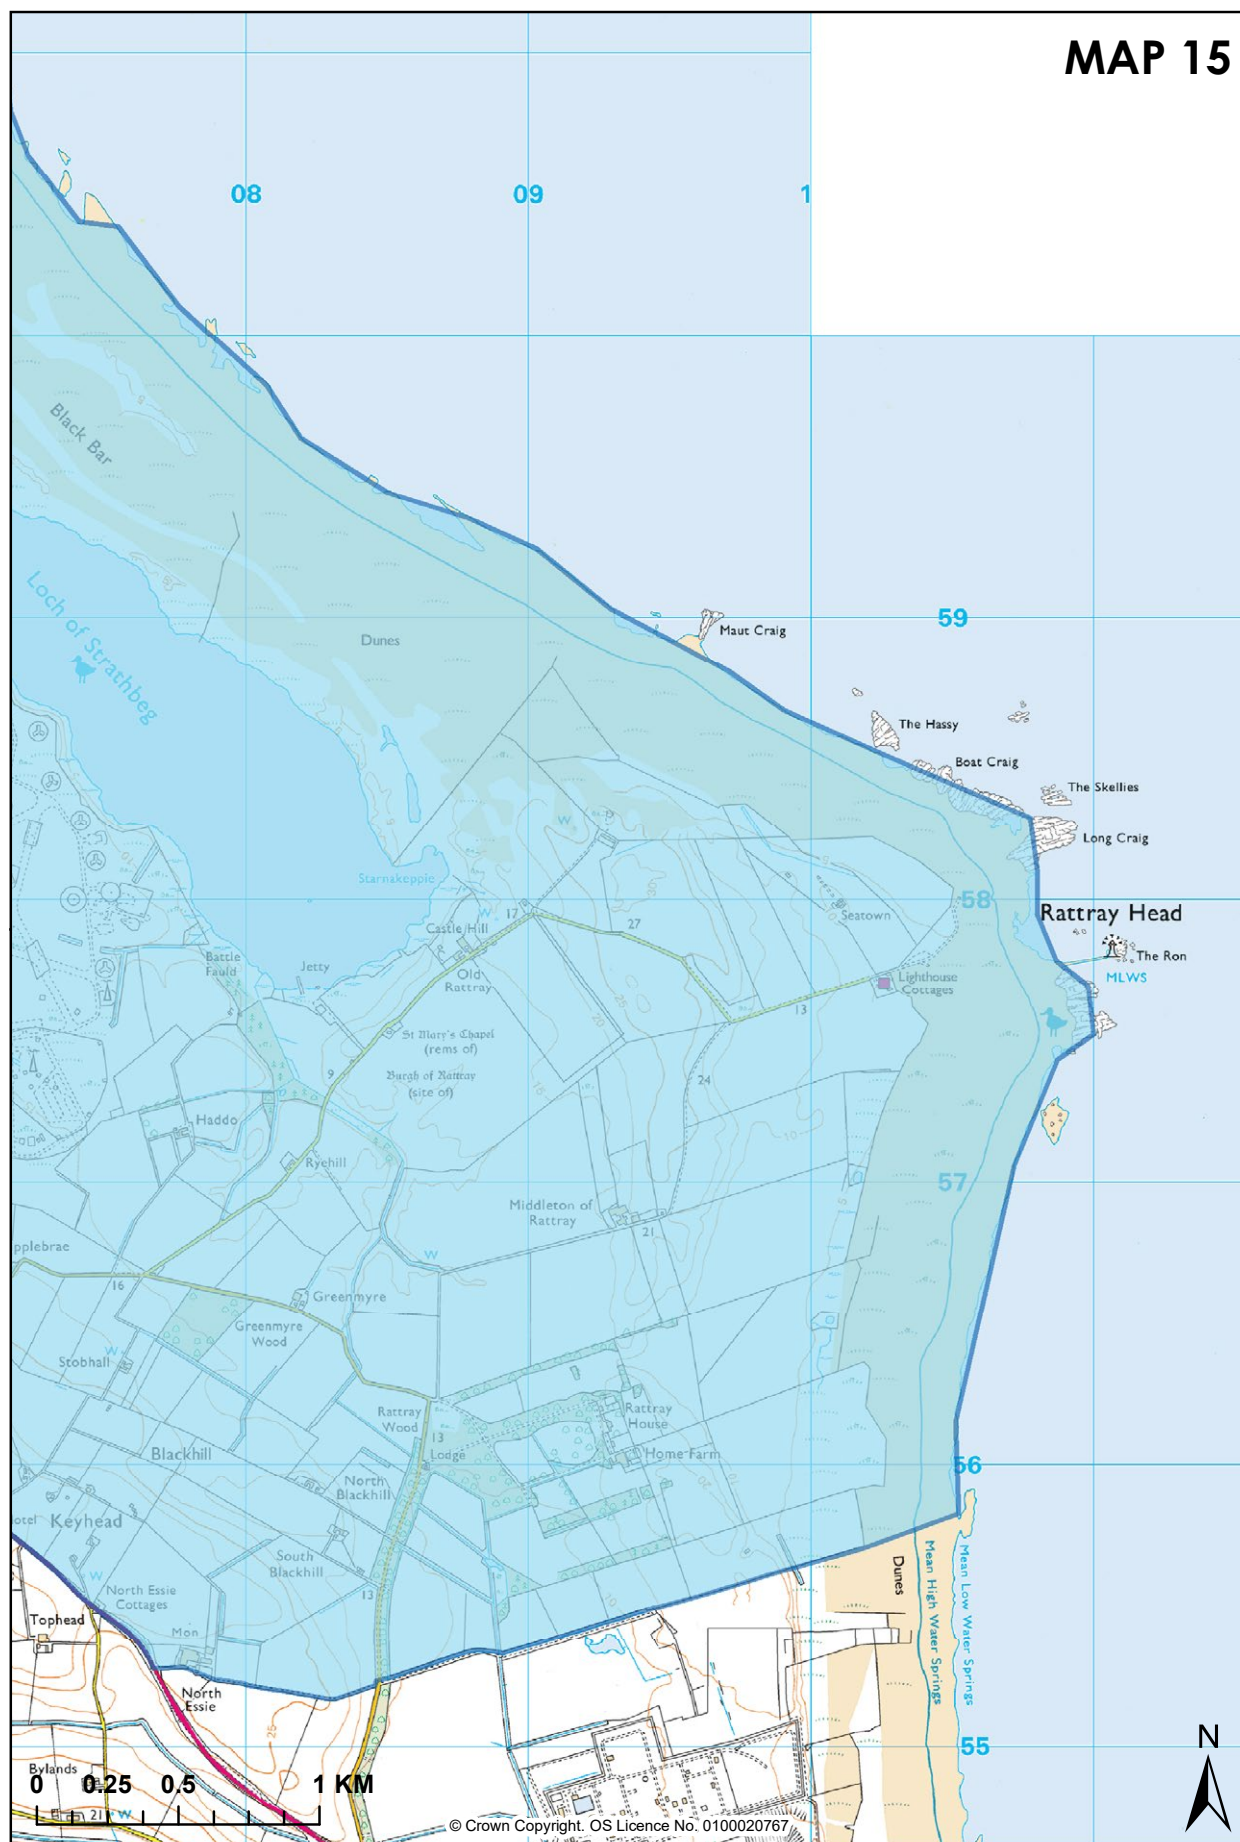 MAP 15
08
09
1
Black Bar
Loch of Strathbeg
Dunes
59
Maut Craig
The Hassy
Boat Craig
The Skellies
Long Craig
Starnakeppie
W
58
Rattray Head
17
27
Seatown
Castle Hill
W
Old
Rattray
The Ron
MLWS
Battle
Fauld
Jetty
Lighthouse
Cottages
13
St Mary's Chapel
(rems of)
Burgh of Rattray
(site of)
9
24
Haddo
Ryehill
57
Middleton of
Rattray
21
W
pplebrae
16
Greenmyre
Greenmyre
Wood
W
Stobhall
Rattray
Wood
Rattray
House
13
Lodge
Home Farm
Blackhill
North
Blackhill
56
otel
Keyhead
South
Blackhill
13
W
North Essie
Cottages
Dunes
Mean High Water Springs
Mean Low Water Springs
Tophead
Mon
North
Essie
25
55
N
Bylands
0 0.25 0.5 1 KM
21
W
© Crown Copyright. OS Licence No. 0100020767